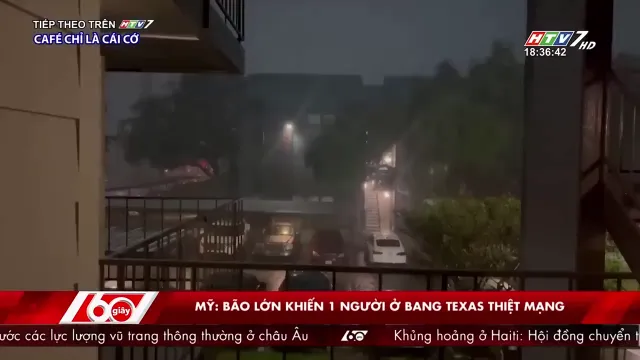 TIẾP THEO TRÊN HTV7
CAFÉ CHỈ LÀ CÁI CỚ
HTV7 HD
18:36:42
60 giây
MỸ: BÃO LỚN KHIẾN 1 NGƯỜI Ở BANG TEXAS THIỆT MẠNG
ước các lực lượng vũ trang thông thường ở châu Âu 60 Khủng hoảng ở Haiti: Hội đồng chuyển t